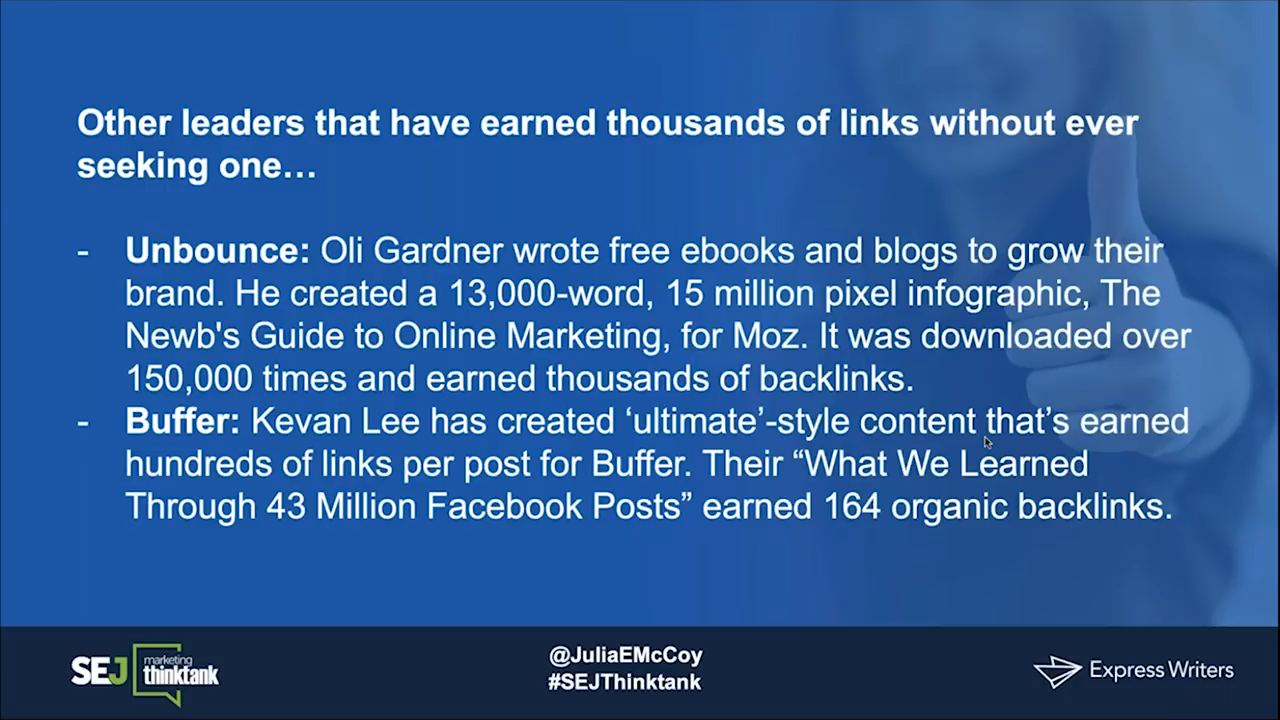 Other leaders that have earned thousands of links without ever
seeking one…
- Unbounce: Oli Gardner wrote free ebooks and blogs to grow their
brand. He created a 13,000-word, 15 million pixel infographic, The
Newb's Guide to Online Marketing, for Moz. It was downloaded over
150,000 times and earned thousands of backlinks.
- Buffer: Kevan Lee has created ‘ultimate’-style content that’s earned
hundreds of links per post for Buffer. Their “What We Learned
Through 43 Million Facebook Posts” earned 164 organic backlinks.
SEJ marketing
thinktank
@JuliaEMcCoy
#SEJThinktank
Express Writers